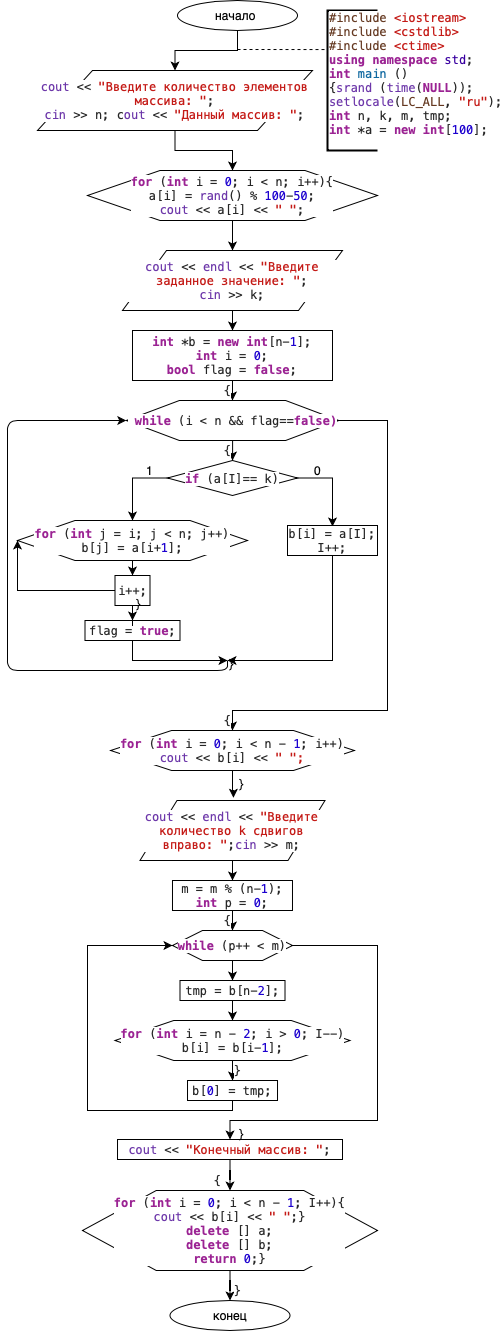 начало
#include <iostream>
#include <cstdlib>
#include <ctime>
using namespace std;
int main ()
{srand (time(NULL));
setlocale(LC_ALL, "ru");
int n, k, m, tmp;
int *a = new int[100];
cout << "Введите количество элементов
массива: ";
cin >> n; cout << "Данный массив: ";
for (int i = 0; i < n; i++){
a[i] = rand() % 100-50;
cout << a[i] << " ";
cout << endl << "Введите
заданное значение: ";
cin >> k;
int *b = new int[n-1];
int i = 0;
bool flag = false;
{
while (i < n && flag==false)
{
if (a[I]== k)
1
0
for (int j = i; j < n; j++)
b[j] = a[i+1];
b[i] = a[I];
I++;
i++;
}
flag = true;
}
{
for (int i = 0; i < n - 1; i++)
cout << b[i] << " ";
}
cout << endl << "Введите
количество k сдвигов
вправо: ";cin >> m;
m = m % (n-1);
int p = 0;
{
while (p++ < m)
tmp = b[n-2];
for (int i = n - 2; i > 0; I--)
b[i] = b[i-1];
}
b[0] = tmp;
}
cout << "Конечный массив: ";
{
for (int i = 0; i < n - 1; I++){
cout << b[i] << " ";}
delete [] a;
delete [] b;
return 0;}
}
конец